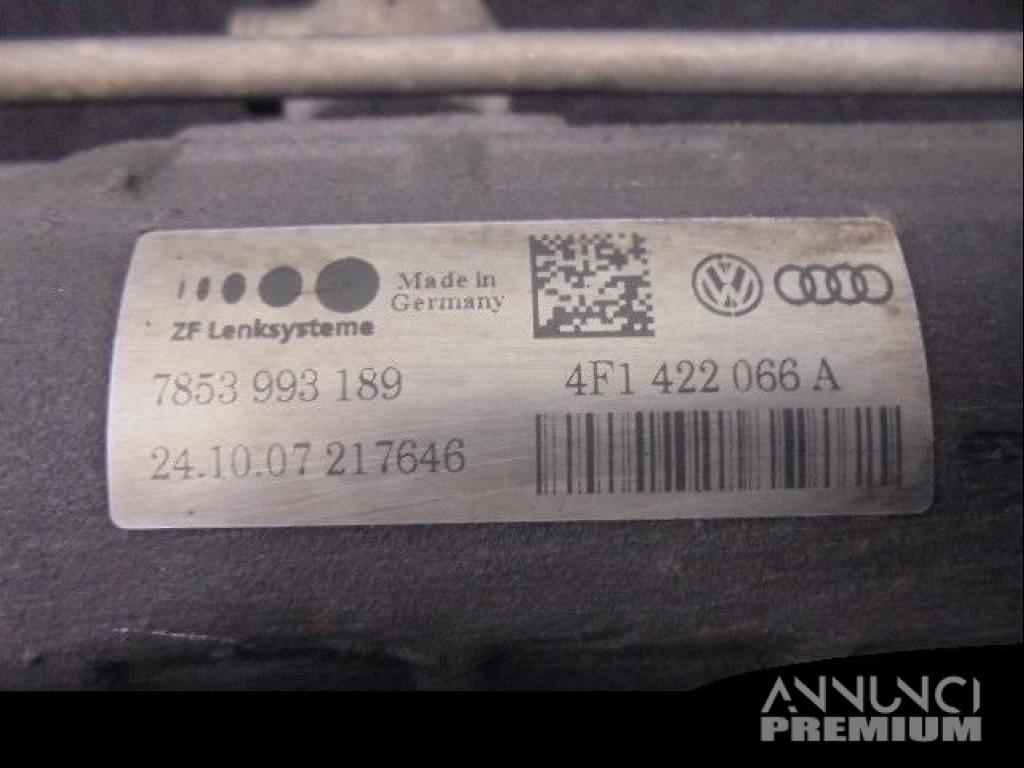 Made in
Germany
ZF Lenksysteme
7853 993 189
24.10.07 217646
4F1 422 066 A
ANNUNCI
PREMIUM